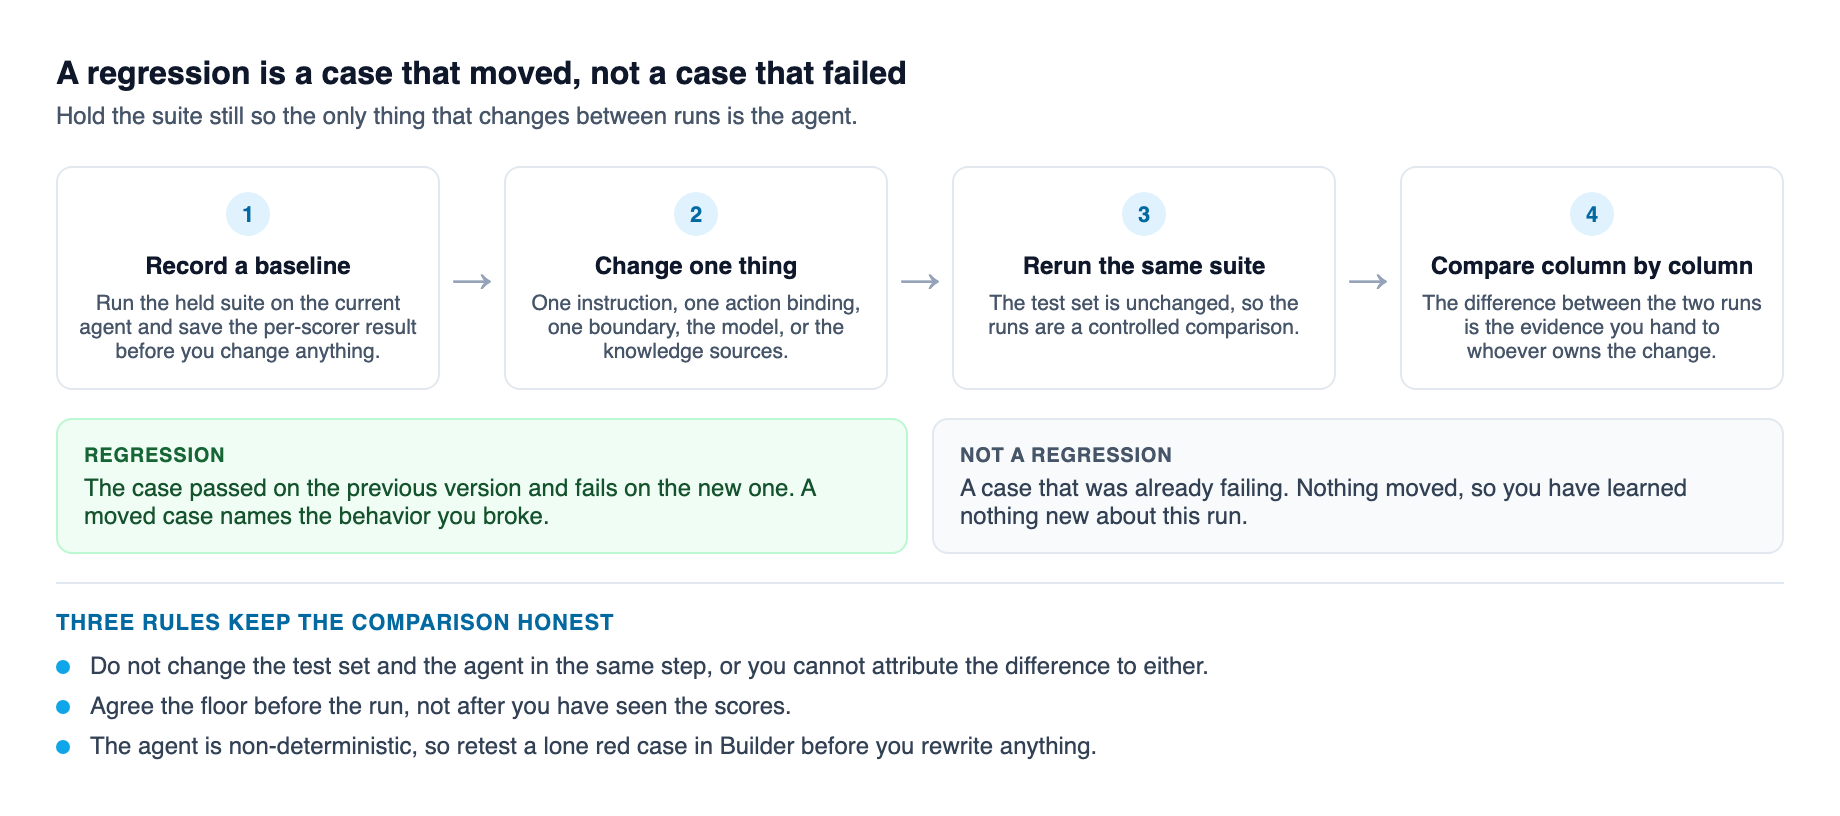 A regression is a case that moved, not a case that failed
Hold the suite still so the only thing that changes between runs is the agent.
1
Record a baseline
Run the held suite on the current
agent and save the per-scorer result
before you change anything.
2
Change one thing
One instruction, one action binding,
one boundary, the model, or the
knowledge sources.
3
Rerun the same suite
The test set is unchanged, so the
runs are a controlled comparison.
4
Compare column by column
The difference between the two runs
is the evidence you hand to
whoever owns the change.
REGRESSION
The case passed on the previous version and fails on the new one. A
moved case names the behavior you broke.
NOT A REGRESSION
A case that was already failing. Nothing moved, so you have learned
nothing new about this run.
THREE RULES KEEP THE COMPARISON HONEST
Do not change the test set and the agent in the same step, or you cannot attribute the difference to either.
Agree the floor before the run, not after you have seen the scores.
The agent is non-deterministic, so retest a lone red case in Builder before you rewrite anything.